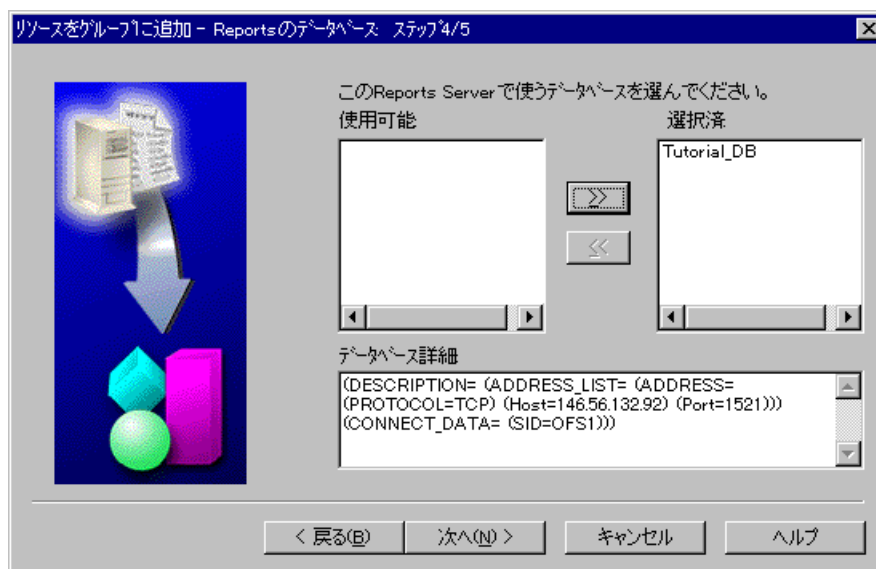 リソースをグループに追加 - Reportsのデータベース: ステップ4/5
このReports Serverで使うデータベースを選んでください。
使用可能
選択済
Tutorial_DB
>>
<<
データベース詳細
(DESCRIPTION= (ADDRESS_LIST= (ADDRESS=
(PROTOCOL=TCP) (Host=146.56.132.92) (Port=1521)))
(CONNECT_DATA= (SID=OFS1)))
< 戻る(B)
次へ(N) >
キャンセル
ヘルプ